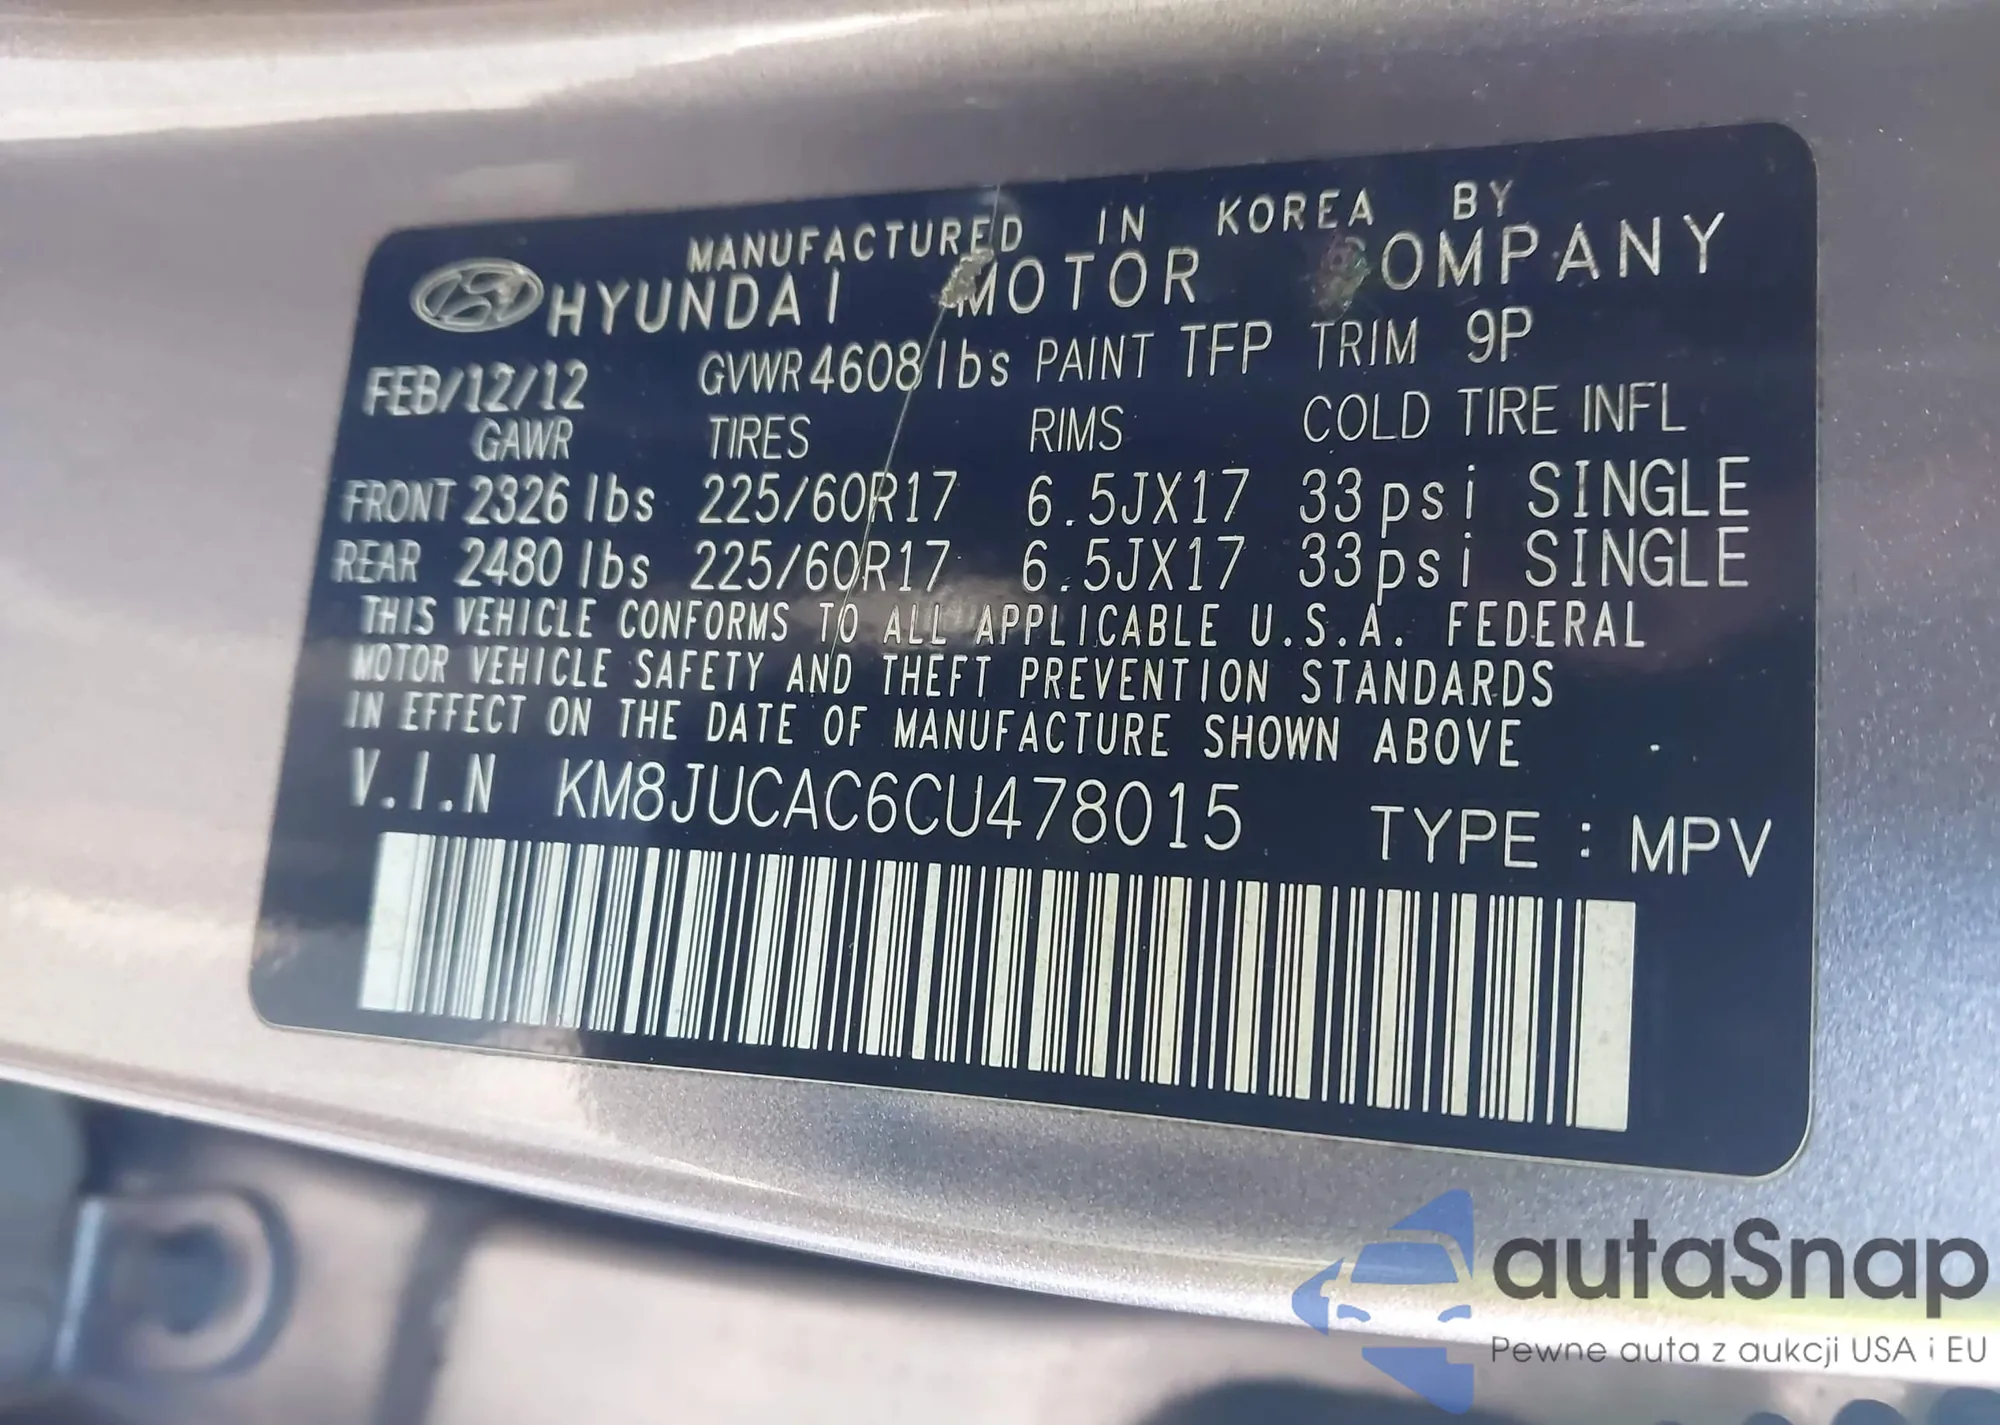 MANUFACTURED IN KOREA BY
HYUNDAI MOTOR COMPANY
FEB/12/12 GVWR 4608 lbs PAINT TFP TRIM 9P
GAWR TIRES RIMS COLD TIRE INFL
FRONT 2326 lbs 225/60R17 6.5JX17 33psi SINGLE
REAR 2480 lbs 225/60R17 6.5JX17 33psi SINGLE
THIS VEHICLE CONFORMS TO ALL APPLICABLE U.S.A. FEDERAL
MOTOR VEHICLE SAFETY AND THEFT PREVENTION STANDARDS
IN EFFECT ON THE DATE OF MANUFACTURE SHOWN ABOVE
V.I.N KM8JUCAC6CU478015 TYPE : MPV
autaSnap
Pewne auta z aukcji USA i EU